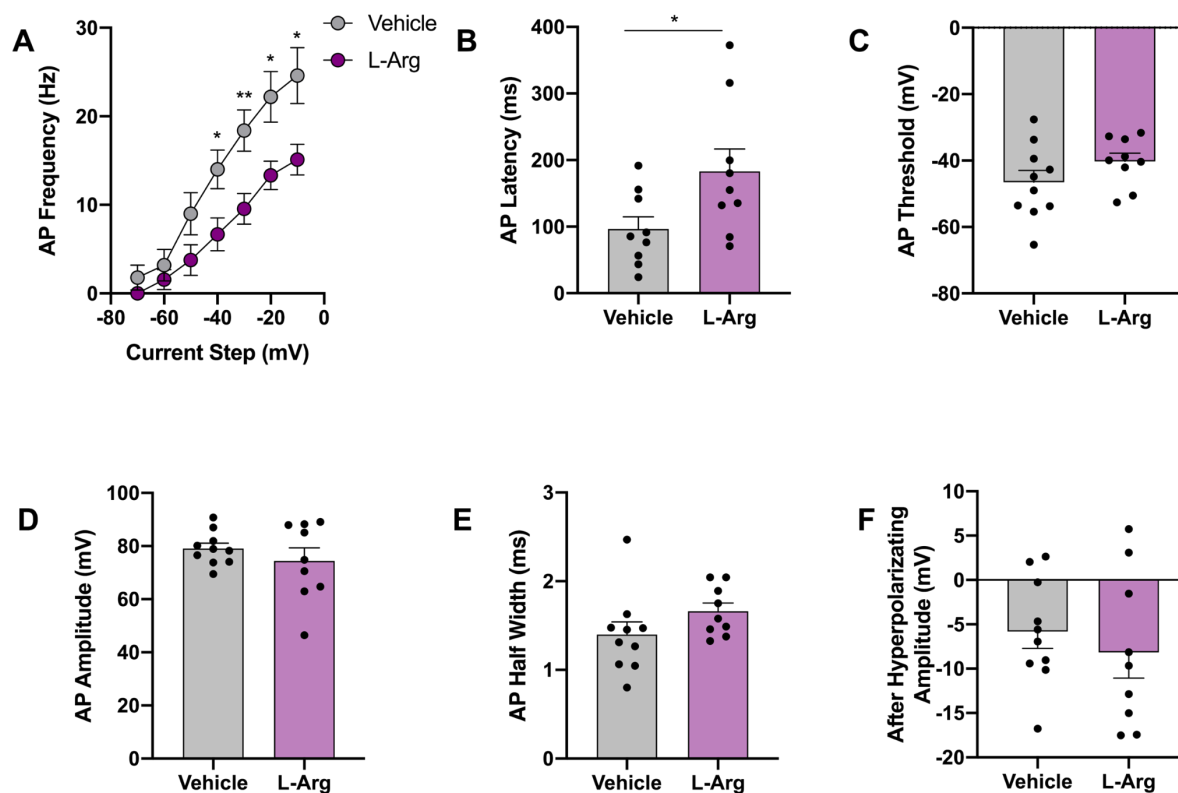 A
AP Frequency (Hz)
30
20
10
0
-80
-60
-40
-20
0
Current Step (mV)
*
**
*
*
Vehicle
L-Arg
B
AP Latency (ms)
400
300
200
100
0
*
Vehicle
L-Arg
C
AP Threshold (mV)
0
-20
-40
-60
-80
Vehicle
L-Arg
D
AP Amplitude (mV)
100
80
60
40
20
0
Vehicle
L-Arg
E
AP Half Width (ms)
3
2
1
0
Vehicle
L-Arg
F
After Hyperpolarizating
Amplitude (mV)
10
5
0
-5
-10
-15
-20
Vehicle
L-Arg